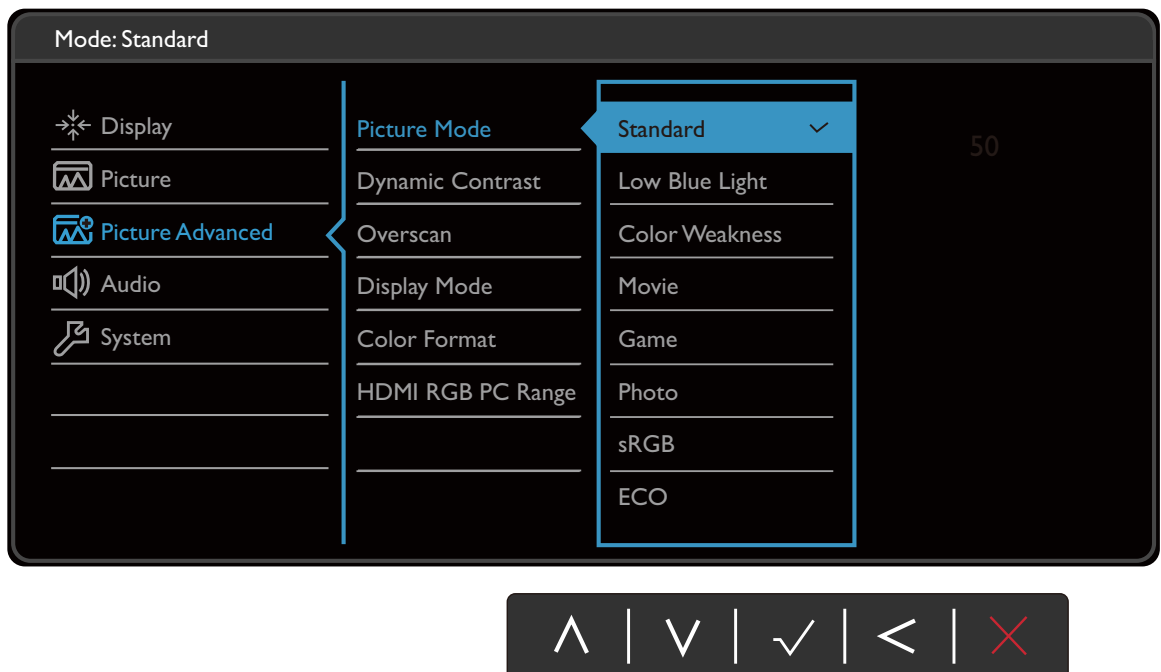 Mode: Standard
Display
Picture
Picture Advanced
Audio
System
Picture Mode
Dynamic Contrast
Overscan
Display Mode
Color Format
HDMI RGB PC Range
Standard
Low Blue Light
Color Weakness
Movie
Game
Photo
sRGB
ECO
50